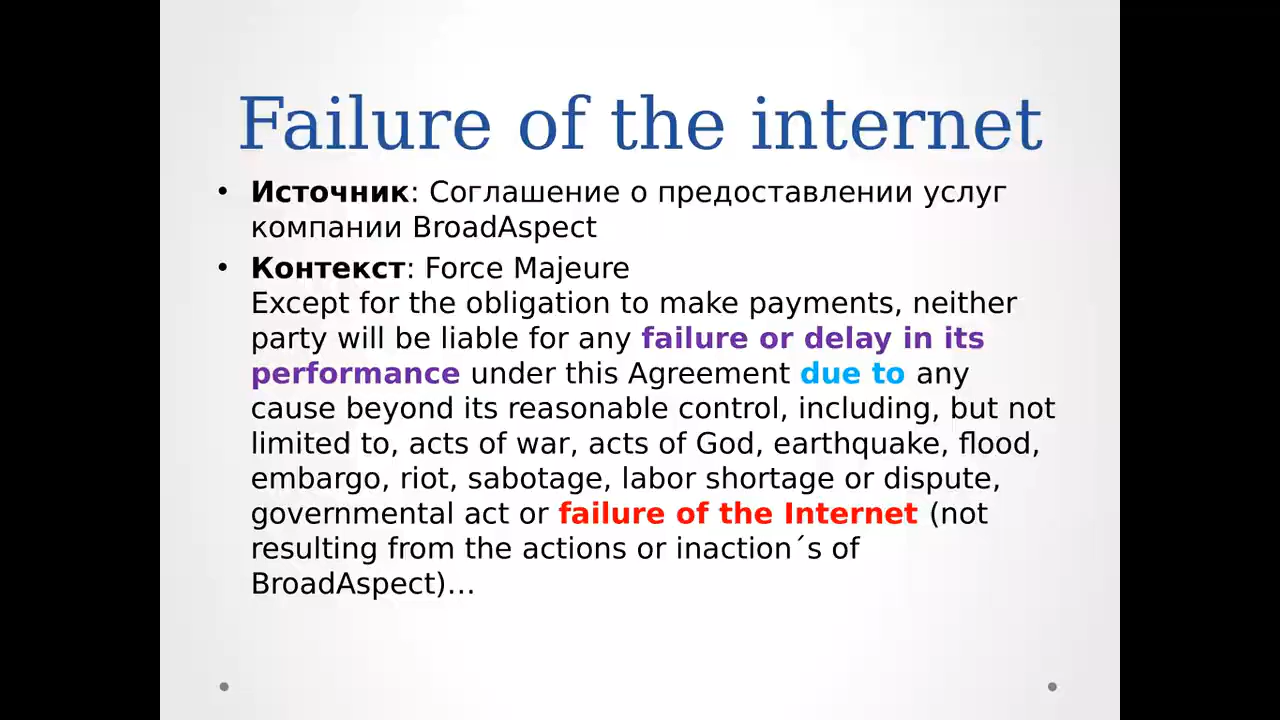 Failure of the internet
• Источник: Соглашение о предоставлении услуг
компании BroadAspect
• Контекст: Force Majeure
Except for the obligation to make payments, neither
party will be liable for any failure or delay in its
performance under this Agreement due to any
cause beyond its reasonable control, including, but not
limited to, acts of war, acts of God, earthquake, flood,
embargo, riot, sabotage, labor shortage or dispute,
governmental act or failure of the Internet (not
resulting from the actions or inaction´s of
BroadAspect)…